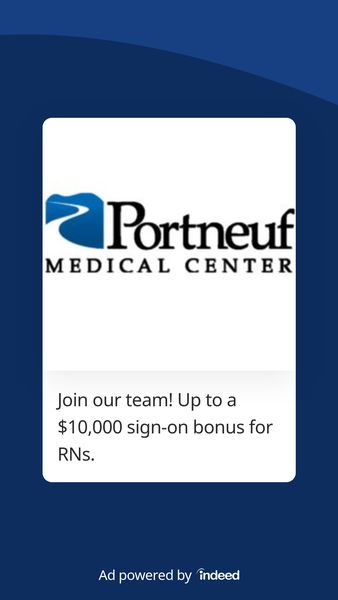 Portneuf
MEDICAL CENTER
Join our team! Up to a
$10,000 sign-on bonus for
RNs.
Ad powered by indeed